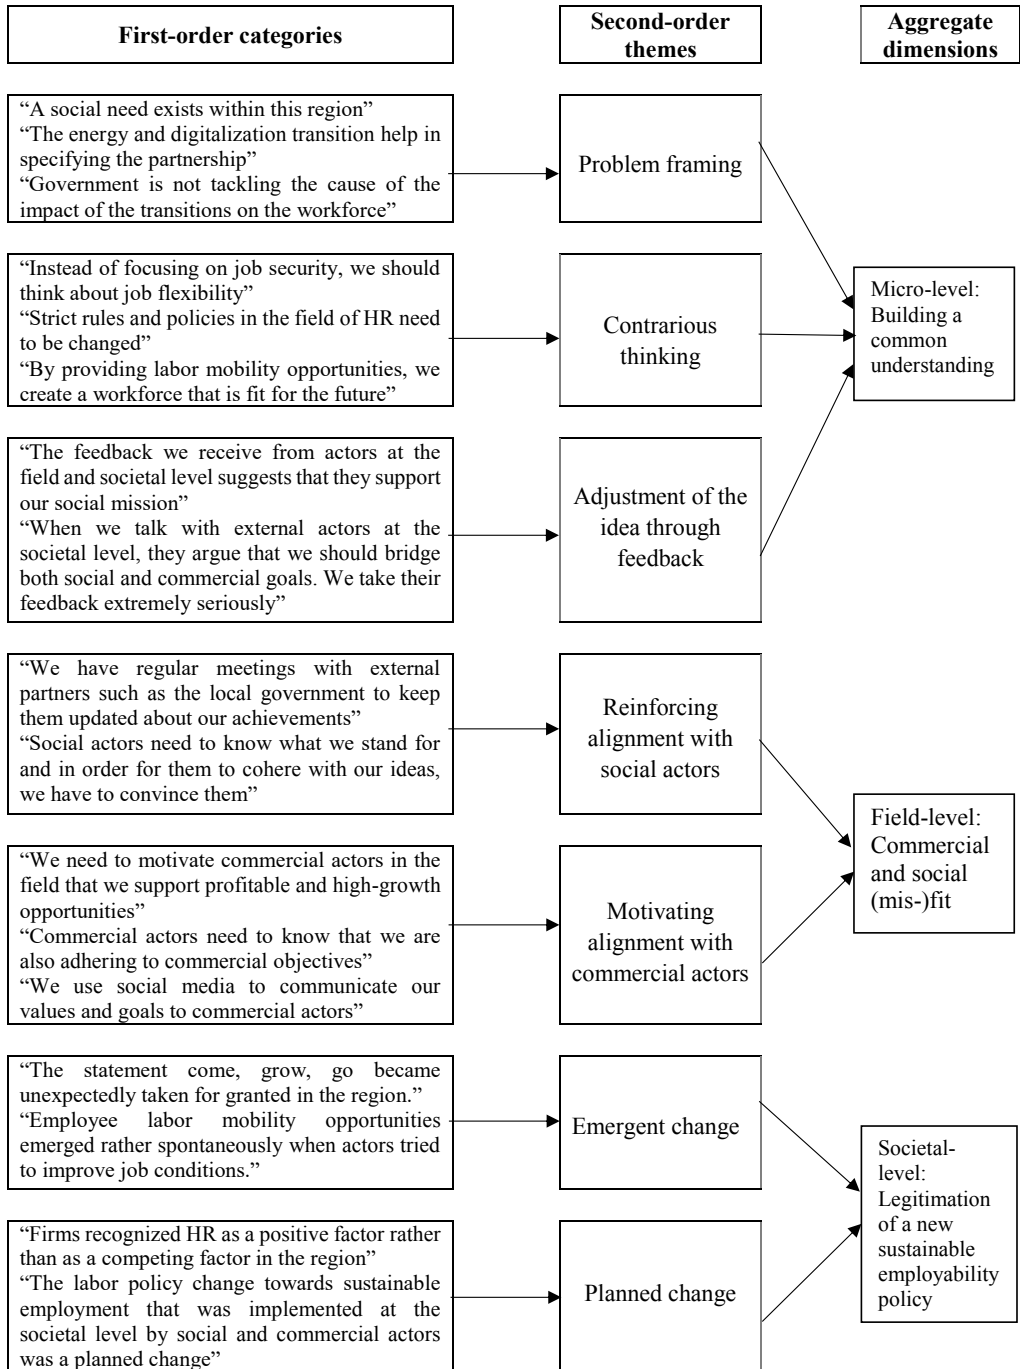 First-order categories
Second-order
themes
Aggregate
dimensions
“A social need exists within this region”
“The energy and digitalization transition help in
specifying the partnership”
“Government is not tackling the cause of the
impact of the transitions on the workforce”
Problem framing
“Instead of focusing on job security, we should
think about job flexibility”
“Strict rules and policies in the field of HR need
to be changed”
“By providing labor mobility opportunities, we
create a workforce that is fit for the future”
Contrarious
thinking
Micro-level:
Building a
common
understanding
“The feedback we receive from actors at the
field and societal level suggests that they support
our social mission”
“When we talk with external actors at the
societal level, they argue that we should bridge
both social and commercial goals. We take their
feedback extremely seriously”
Adjustment of the
idea through
feedback
“We have regular meetings with external
partners such as the local government to keep
them updated about our achievements”
“Social actors need to know what we stand for
and in order for them to cohere with our ideas,
we have to convince them”
Reinforcing
alignment with
social actors
Field-level:
Commercial
and social
(mis-)fit
“We need to motivate commercial actors in the
field that we support profitable and high-growth
opportunities”
“Commercial actors need to know that we are
also adhering to commercial objectives”
“We use social media to communicate our
values and goals to commercial actors”
Motivating
alignment with
commercial actors
“The statement come, grow, go became
unexpectedly taken for granted in the region.”
“Employee labor mobility opportunities
emerged rather spontaneously when actors tried
to improve job conditions.”
Emergent change
Societal-
level:
Legitimation
of a new
sustainable
employability
policy
“Firms recognized HR as a positive factor rather
than as a competing factor in the region”
“The labor policy change towards sustainable
employment that was implemented at the
societal level by social and commercial actors
was a planned change”
Planned change